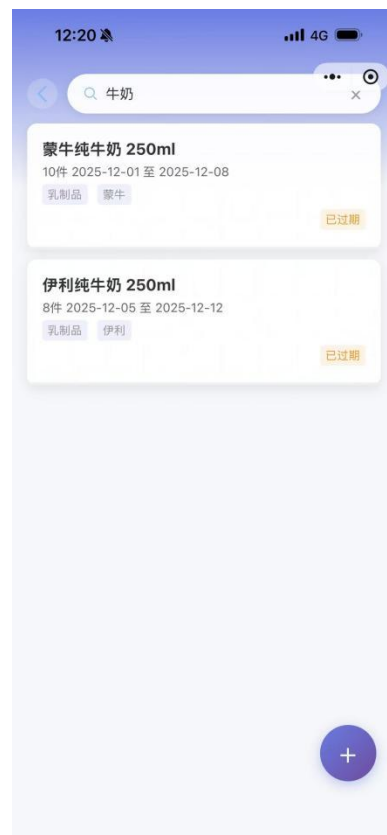 12:20
4G
牛奶
蒙牛纯牛奶 250ml
10件 2025-12-01 至 2025-12-08
乳制品 蒙牛
已过期
伊利纯牛奶 250ml
8件 2025-12-05 至 2025-12-12
乳制品 伊利
已过期